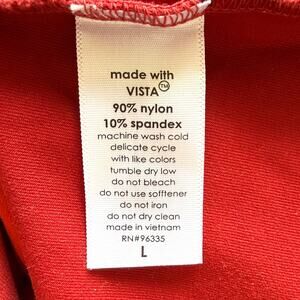 made with
VISTA™
90% nylon
10% spandex
machine wash cold
delicate cycle
with like colors
tumble dry low
do not bleach
do not use softtener
do not iron
do not dry clean
made in vietnam
RN#96335
L